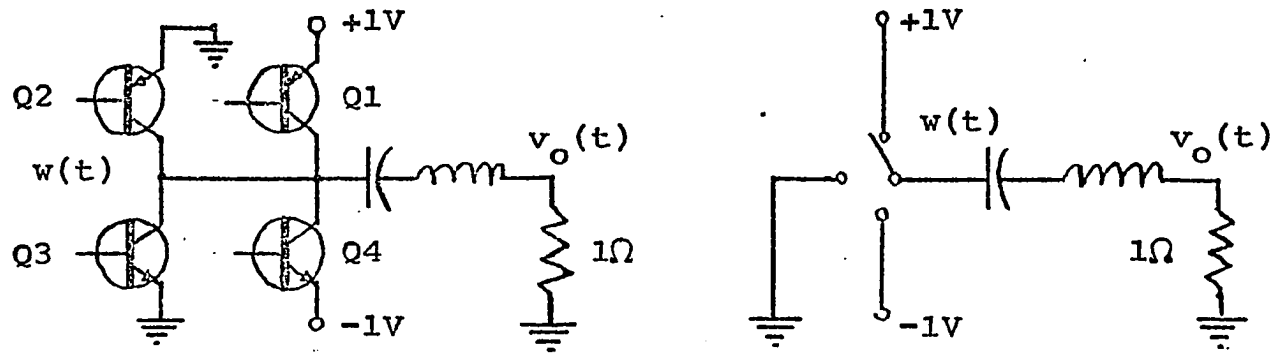 +1V
Q2
Q1
w(t)
v_o(t)
Q3
Q4
1Ω
-1V
+1V
w(t)
v_o(t)
1Ω
-1V